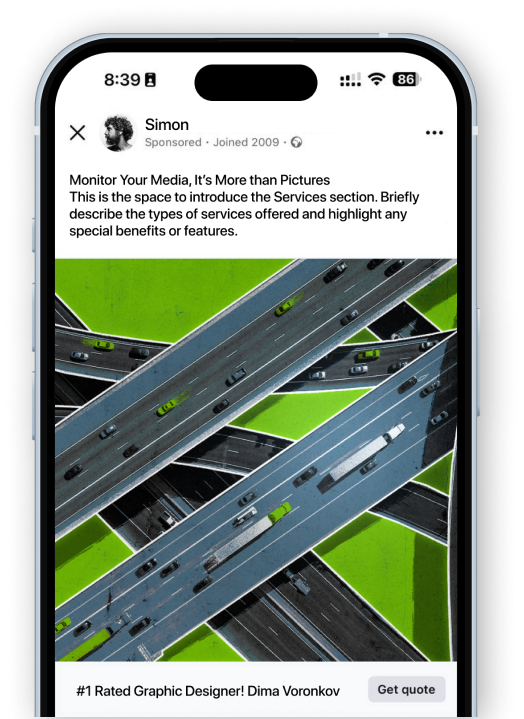 8:39
86
Simon
Sponsored · Joined 2009 ·
Monitor Your Media, It's More than Pictures
This is the space to introduce the Services section. Briefly
describe the types of services offered and highlight any
special benefits or features.
#1 Rated Graphic Designer! Dima Voronkov
Get quote